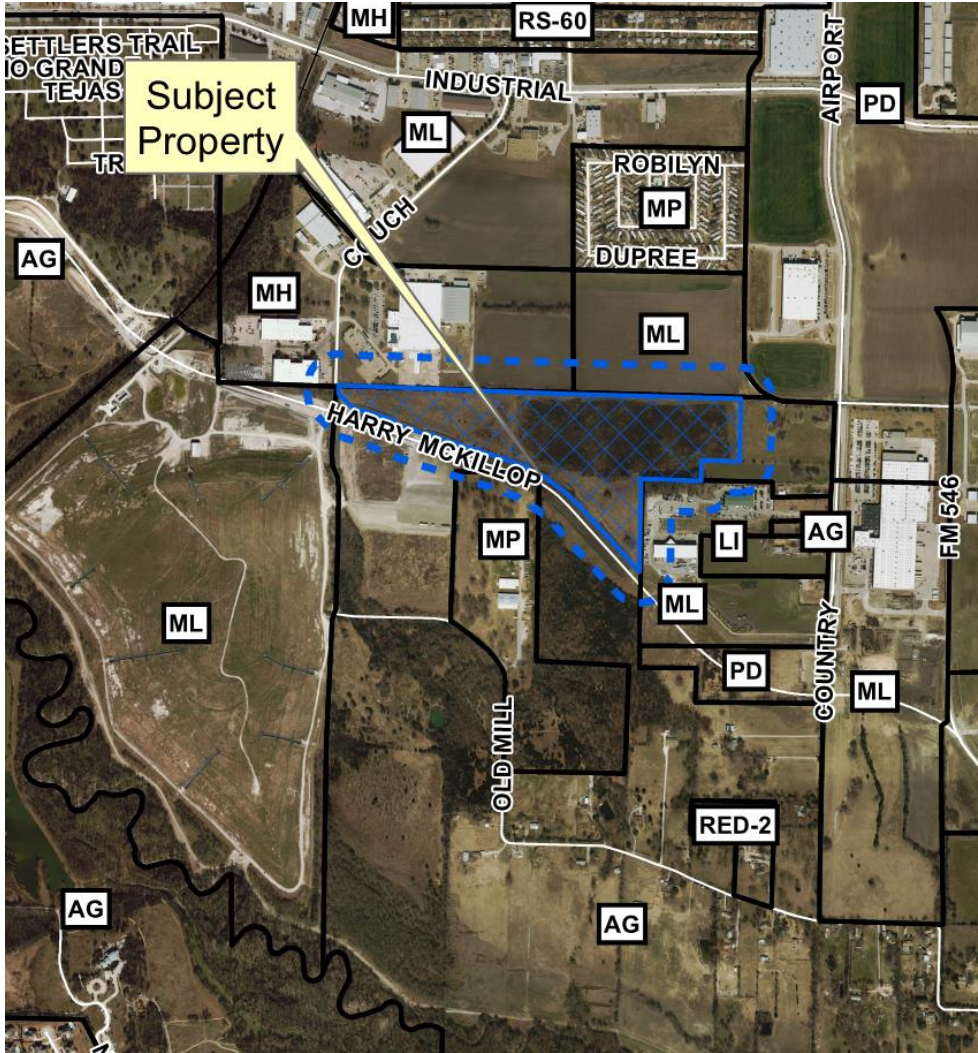 MH
RS-60
SETTLERS TRAIL
TEJAS
Subject
Property
INDUSTRIAL
AIRPORT
PD
ML
ROBILYN
MP
DUPREE
COUCH
AG
MH
ML
HARRY MCKILLOP
MP
LI
AG
FM 546
ML
ML
PD
ML
COUNTRY
OLD MILL
RED-2
AG
AG